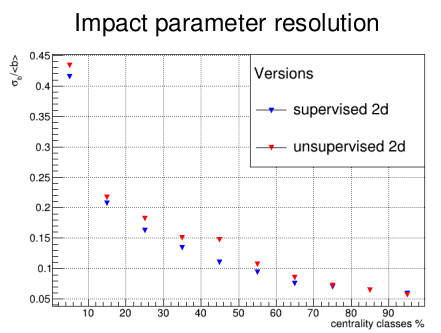 Impact parameter resolution
σb/<b>
0.45
0.4
0.35
0.3
0.25
0.2
0.15
0.1
0.05
Versions
supervised 2d
unsupervised 2d
10 20 30 40 50 60 70 80 90
centrality classes %